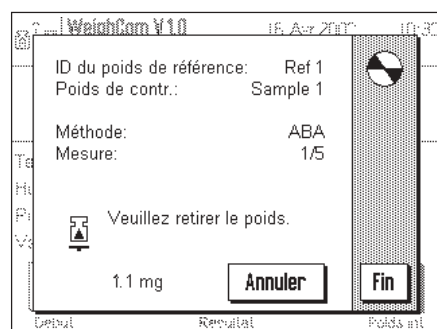 WeighCom V1.0
ID du poids de référence: Ref 1
Poids de contr.: Sample 1
Méthode: ABA
Mesure: 1/5
Veuillez retirer le poids.
1.1 mg Annuler Fin